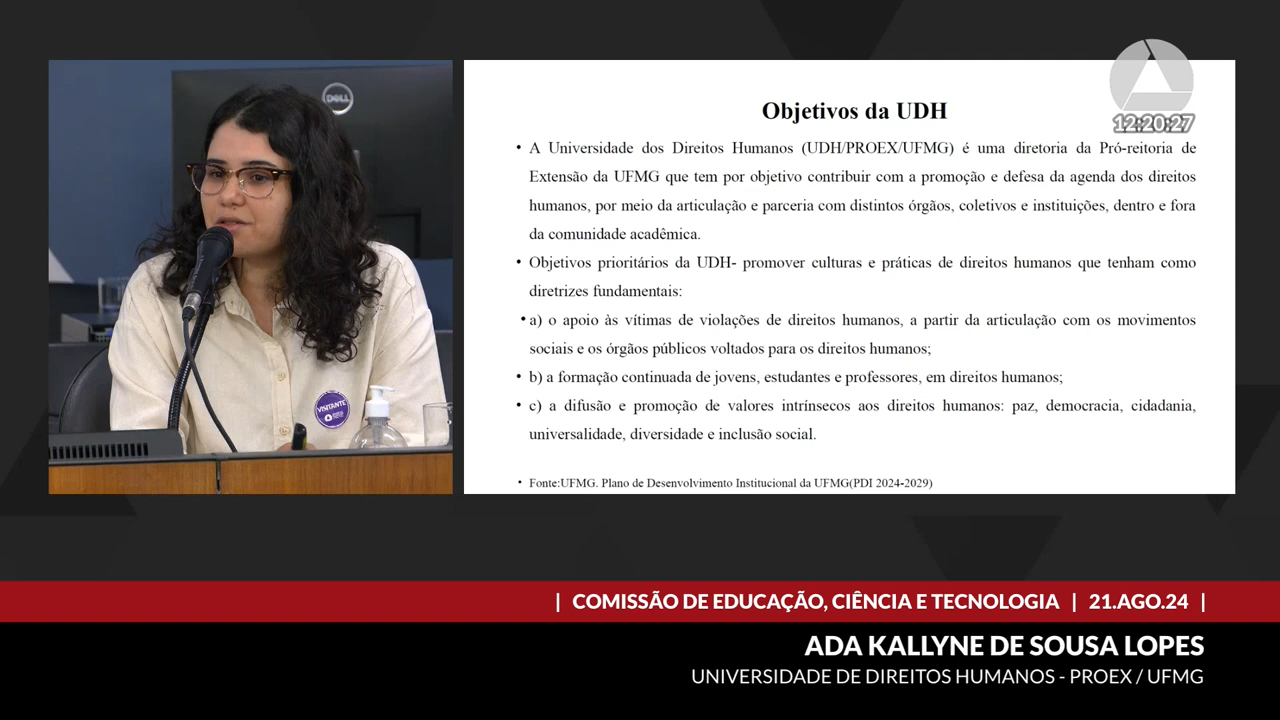 DELL
12:20:27
Objetivos da UDH
• A Universidade dos Direitos Humanos (UDH/PROEX/UFMG) é uma diretoria da Pró-reitoria de
Extensão da UFMG que tem por objetivo contribuir com a promoção e defesa da agenda dos direitos
humanos, por meio da articulação e parceria com distintos órgãos, coletivos e instituições, dentro e fora
da comunidade acadêmica.
• Objetivos prioritários da UDH- promover culturas e práticas de direitos humanos que tenham como
diretrizes fundamentais:
• a) o apoio às vítimas de violações de direitos humanos, a partir da articulação com os movimentos
sociais e os órgãos públicos voltados para os direitos humanos;
• b) a formação continuada de jovens, estudantes e professores, em direitos humanos;
• c) a difusão e promoção de valores intrínsecos aos direitos humanos: paz, democracia, cidadania,
universalidade, diversidade e inclusão social.
• Fonte:UFMG. Plano de Desenvolvimento Institucional da UFMG(PDI 2024-2029)
VISITANTE
| COMISSÃO DE EDUCAÇÃO, CIÊNCIA E TECNOLOGIA | 21.AGO.24 |
ADA KALLYNE DE SOUSA LOPES
UNIVERSIDADE DE DIREITOS HUMANOS - PROEX / UFMG